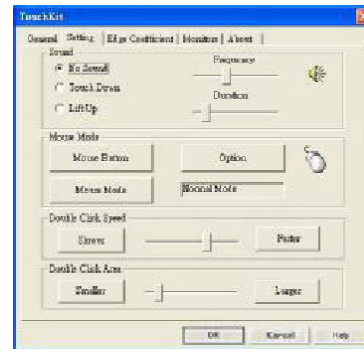 TouchKit
General Setting Edge Coefficient Monitors About
Sound
No Sound
Touch Down
Lift Up
Frequency
Duration
Mouse Mode
Mouse Button
Option
Mouse Mode
Normal Mode
Double Click Speed
Slower
Faster
Double Click Area
Smaller
Larger
OK Cancel Help